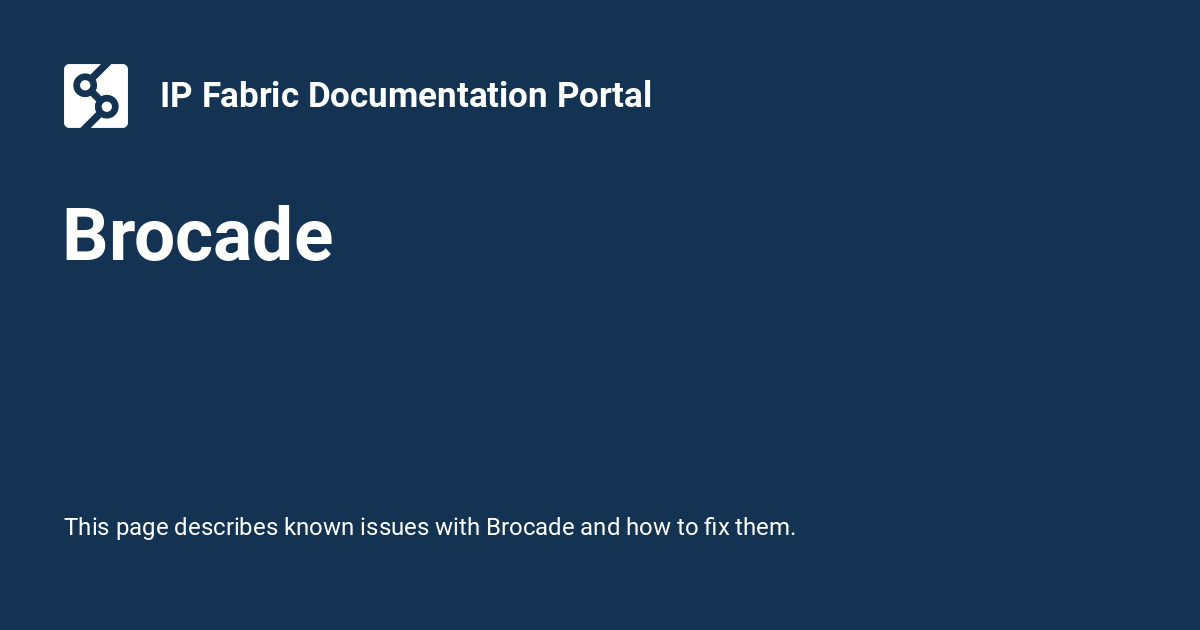 IP Fabric Documentation Portal
Brocade
This page describes known issues with Brocade and how to fix them.